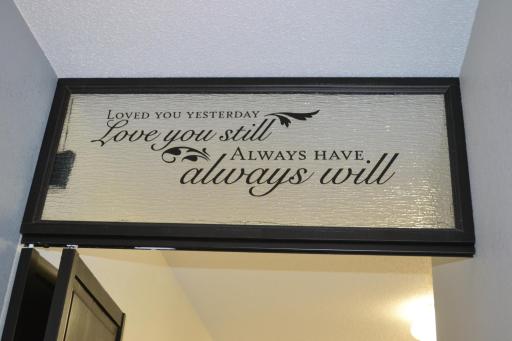 LOVED YOU YESTERDAY
Love you still
ALWAYS HAVE
always will